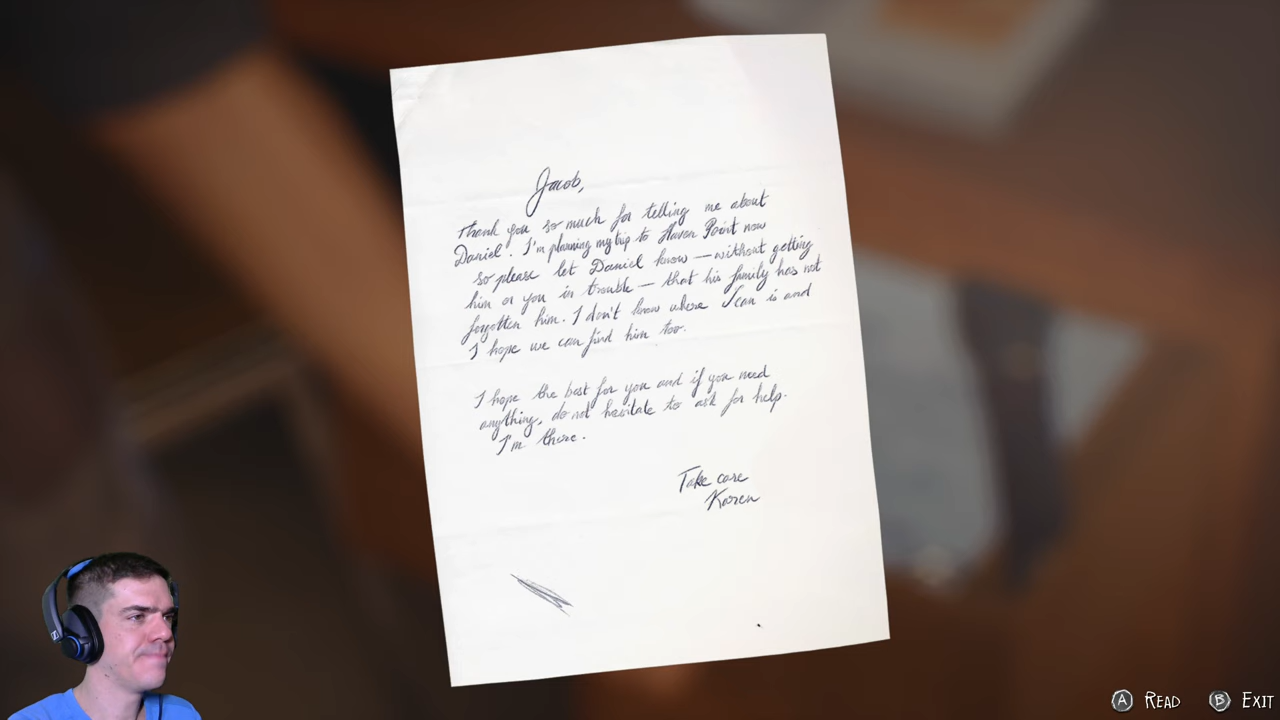 Jacob,
Thank you so much for telling me about
Daniel. I'm planning my trip to Haven Point now
so please let Daniel know — without getting
him or you in trouble — that his family has not
forgotten him. I don't know where Sean is and
I hope we can find him too.
I hope the best for you and if you need
anything, do not hesitate to ask for help.
I'm there.
Take care
Karen
A READ B EXIT